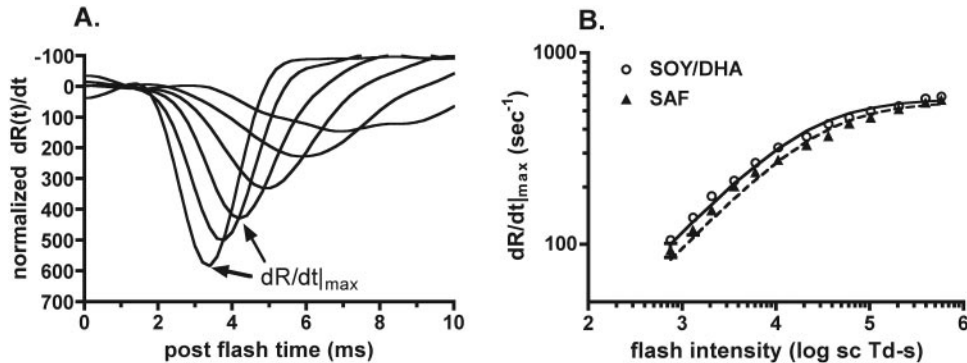 A.
normalized dR(t)/dt
-100
0
100
200
300
400
500
600
700
dR/dt|max
0 2 4 6 8 10
post flash time (ms)
B.
dR/dt|max (sec-1)
1000
100
SOY/DHA
SAF
2 3 4 5 6
flash intensity (log sc Td-s)